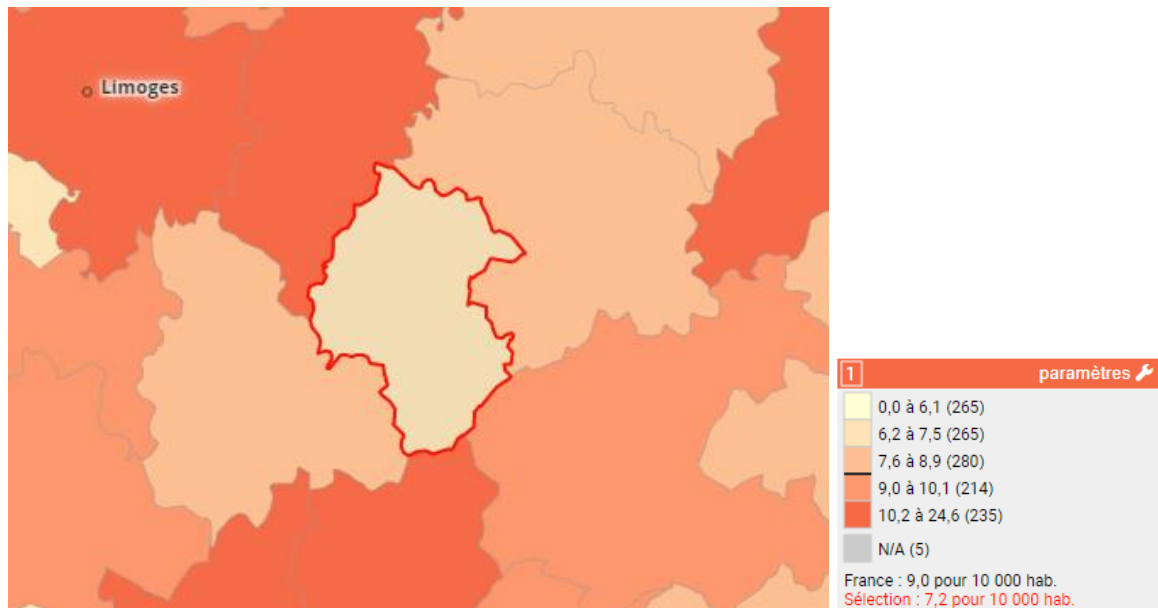 Limoges
1 paramètres
0,0 à 6,1 (265)
6,2 à 7,5 (265)
7,6 à 8,9 (280)
9,0 à 10,1 (214)
10,2 à 24,6 (235)
N/A (5)
France : 9,0 pour 10 000 hab.
Sélection : 7,2 pour 10 000 hab.